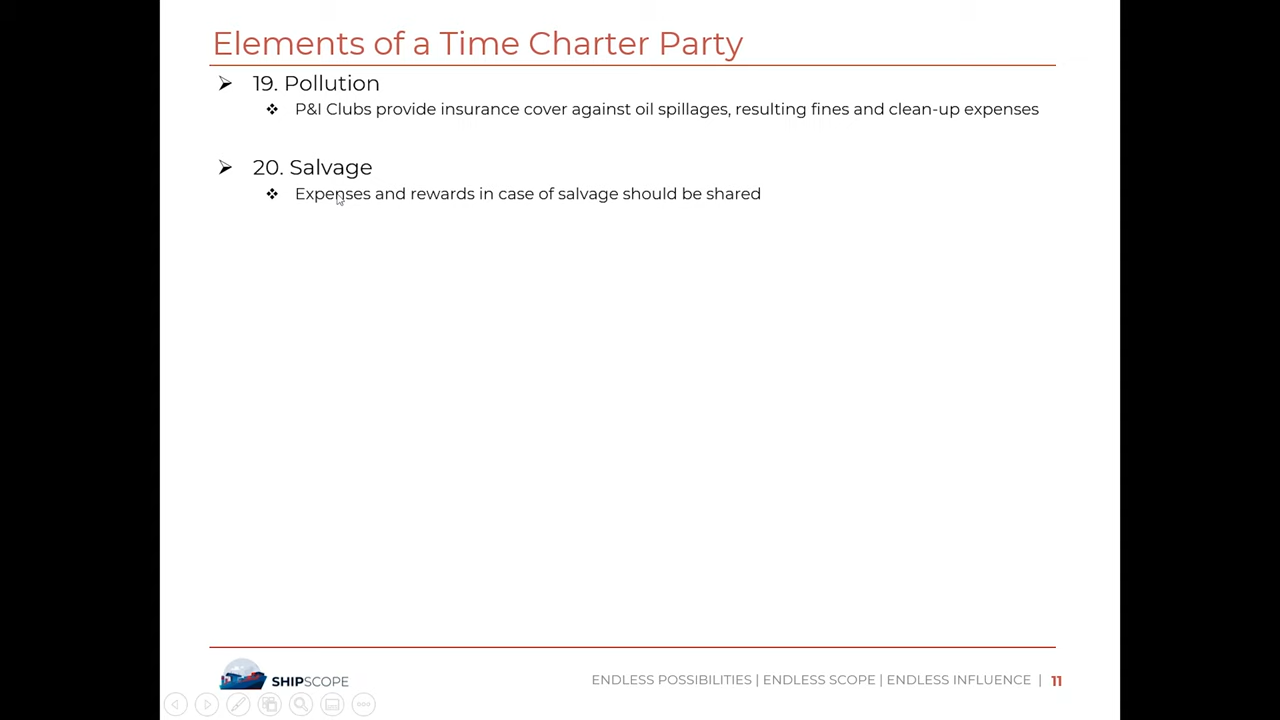 Elements of a Time Charter Party
19. Pollution
P&I Clubs provide insurance cover against oil spillages, resulting fines and clean-up expenses
20. Salvage
Expenses and rewards in case of salvage should be shared
SHIPSCOPE
ENDLESS POSSIBILITIES | ENDLESS SCOPE | ENDLESS INFLUENCE | 11